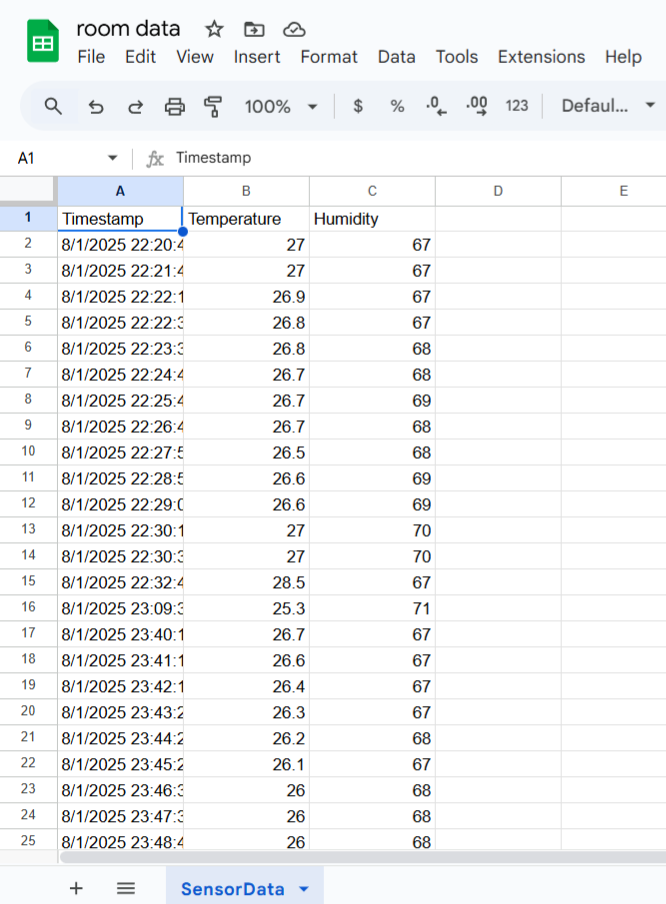 room data
File Edit View Insert Format Data Tools Extensions Help
100% $ % .0 .00 123 Defaul...
A1 fx Timestamp
A B C D E
1 Timestamp Temperature Humidity
2 8/1/2025 22:20:4 27 67
3 8/1/2025 22:21:4 27 67
4 8/1/2025 22:22:1 26.9 67
5 8/1/2025 22:22:3 26.8 67
6 8/1/2025 22:23:3 26.8 68
7 8/1/2025 22:24:4 26.7 68
8 8/1/2025 22:25:4 26.7 69
9 8/1/2025 22:26:4 26.7 68
10 8/1/2025 22:27:5 26.5 68
11 8/1/2025 22:28:5 26.6 69
12 8/1/2025 22:29:0 26.6 69
13 8/1/2025 22:30:1 27 70
14 8/1/2025 22:30:3 27 70
15 8/1/2025 22:32:4 28.5 67
16 8/1/2025 23:09:3 25.3 71
17 8/1/2025 23:40:1 26.7 67
18 8/1/2025 23:41:1 26.6 67
19 8/1/2025 23:42:1 26.4 67
20 8/1/2025 23:43:2 26.3 67
21 8/1/2025 23:44:2 26.2 68
22 8/1/2025 23:45:2 26.1 67
23 8/1/2025 23:46:3 26 68
24 8/1/2025 23:47:3 26 68
25 8/1/2025 23:48:4 26 68
SensorData